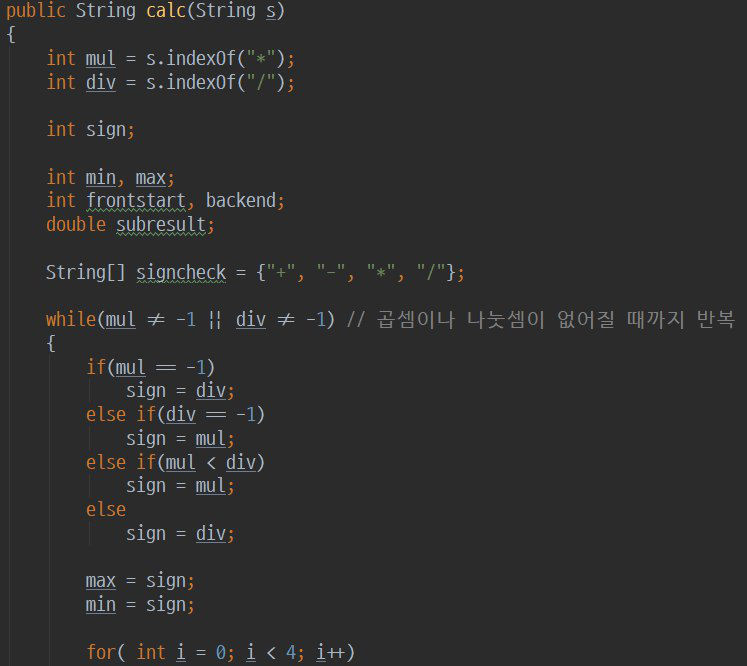 public String calc(String s)
{
int mul = s.indexOf("*");
int div = s.indexOf("/");
int sign;
int min, max;
int frontstart, backend;
double subresult;
String[] signcheck = {"+", "-", "*", "/"};
while(mul ≠ -1 || div ≠ -1) // 곱셈이나 나눗셈이 없어질 때까지 반복
{
if(mul == -1)
sign = div;
else if(div == -1)
sign = mul;
else if(mul < div)
sign = mul;
else
sign = div;
max = sign;
min = sign;
for( int i = 0; i < 4; i++)